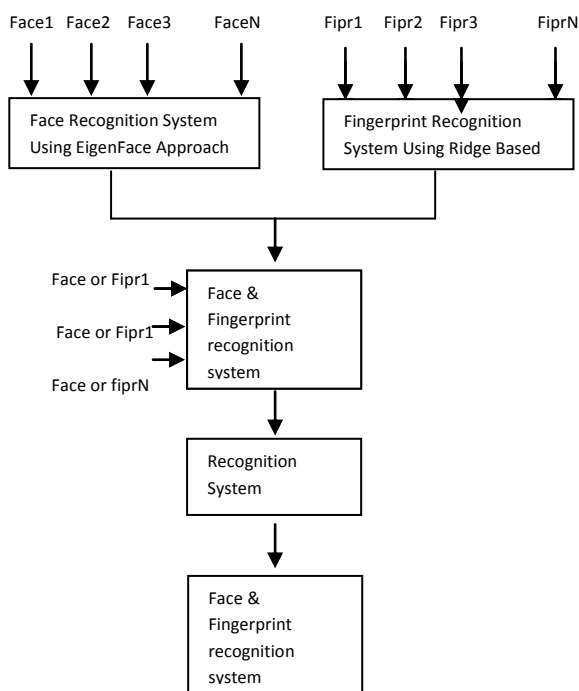 Face1 Face2 Face3 FaceN
Fipr1 Fipr2 Fipr3 FiprN
Face Recognition System
Using EigenFace Approach
Fingerprint Recognition
System Using Ridge Based
Face or Fipr1
Face or Fipr1
Face or fiprN
Face &
Fingerprint
recognition
system
Recognition
System
Face &
Fingerprint
recognition
system